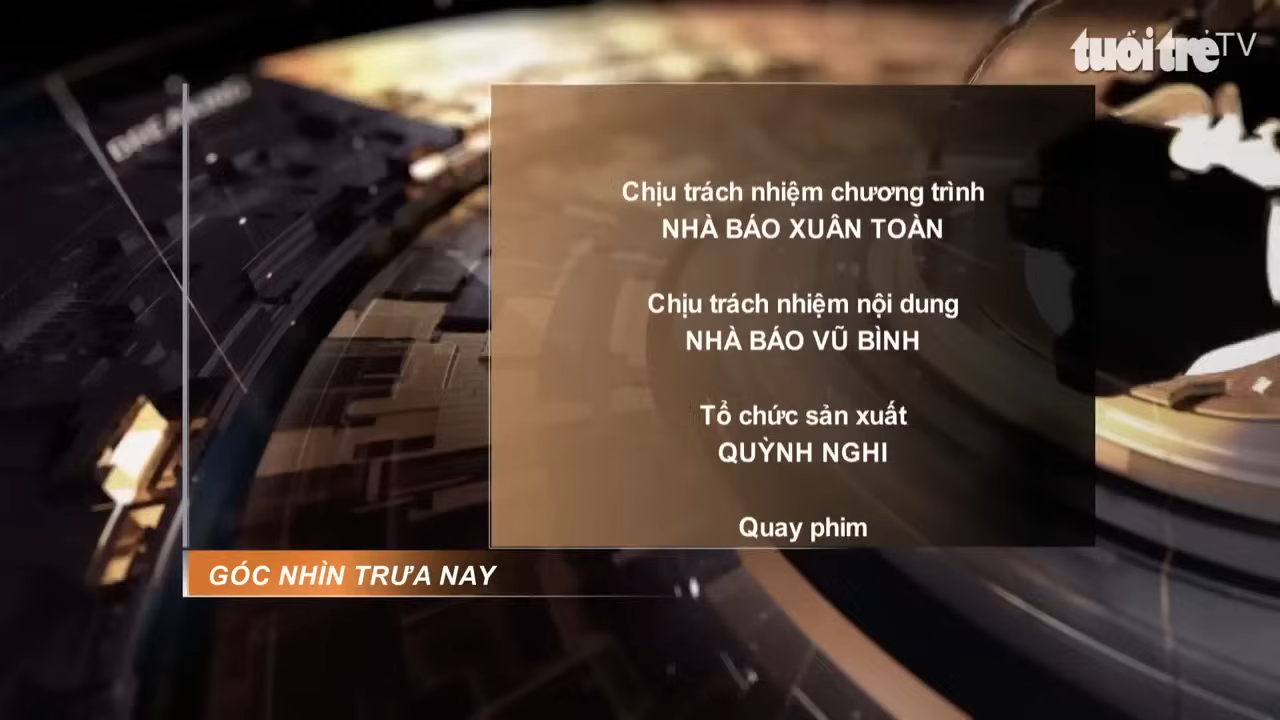 tuổi trẻ TV
Chịu trách nhiệm chương trình
NHÀ BÁO XUÂN TOÀN
Chịu trách nhiệm nội dung
NHÀ BÁO VŨ BÌNH
Tổ chức sản xuất
QUỲNH NGHI
Quay phim
GÓC NHÌN TRƯA NAY